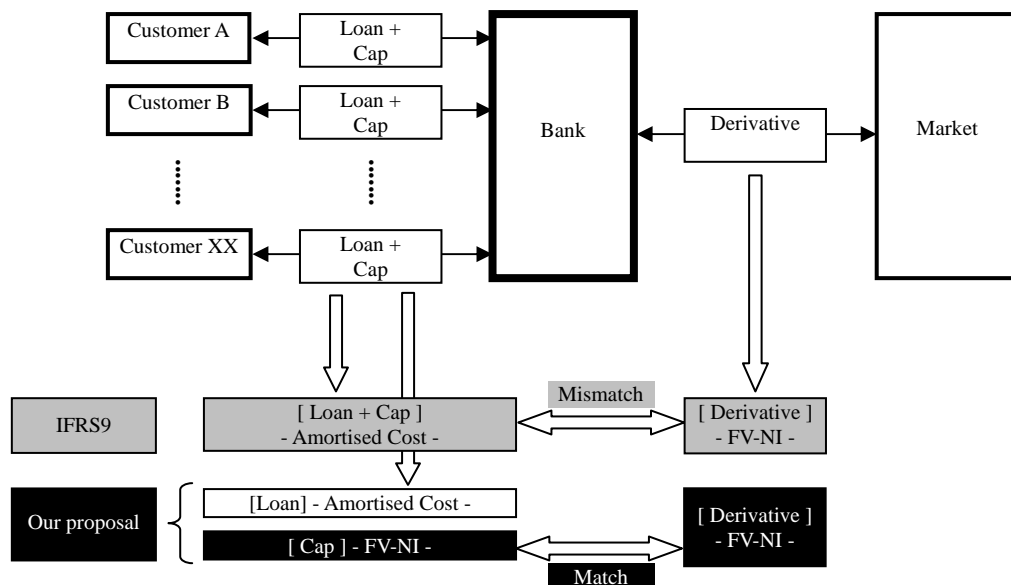 Customer A
Loan +
Cap
Customer B
Loan +
Cap
Bank
Derivative
Market
Customer XX
Loan +
Cap
Mismatch
IFRS9
[ Loan + Cap ]
- Amortised Cost -
[ Derivative ]
- FV-NI -
Our proposal
[Loan] - Amortised Cost -
[ Cap ] - FV-NI -
[ Derivative ]
- FV-NI -
Match